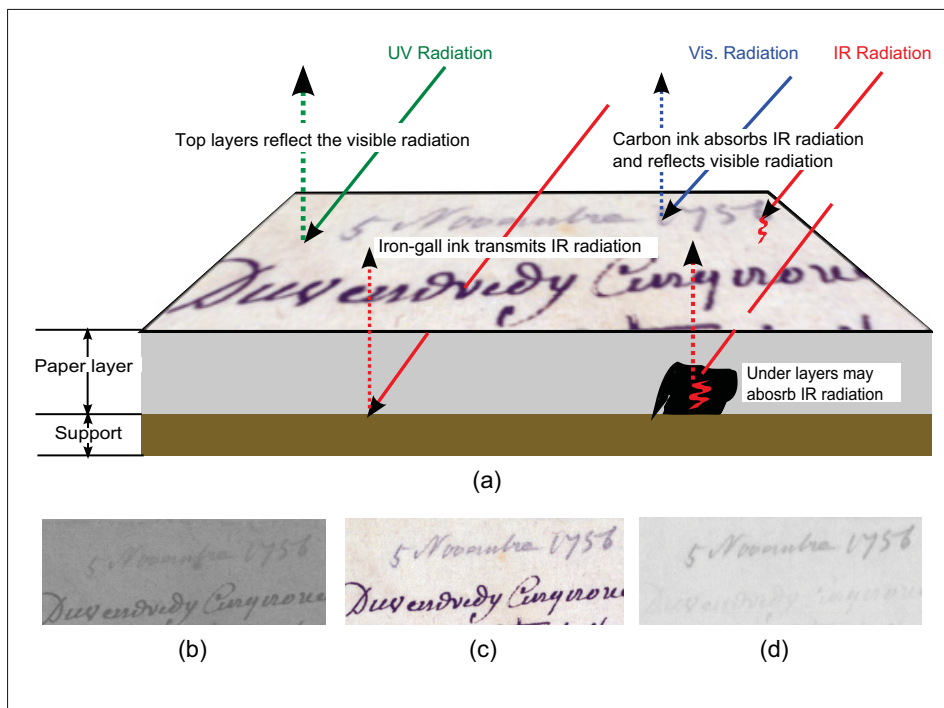 UV Radiation
Vis. Radiation
IR Radiation
Top layers reflect the visible radiation
Carbon ink absorbs IR radiation
and reflects visible radiation
5 Novembre 1756
Iron-gall ink transmits IR radiation
Paper layer
Under layers may
abosrb IR radiation
Support
(a)
5 Novembre 1756
5 Novembre 1756
5 Novembre 1756
(b)
(c)
(d)